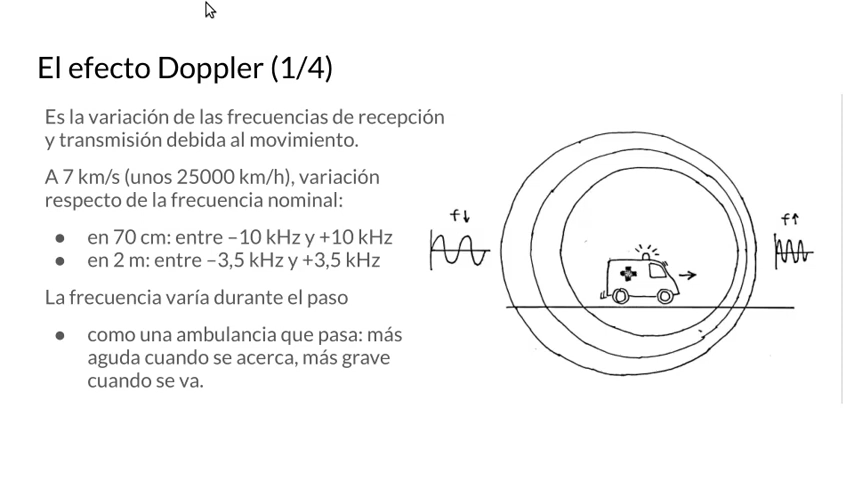 El efecto Doppler (1/4)
Es la variación de las frecuencias de recepción
y transmisión debida al movimiento.
A 7 km/s (unos 25000 km/h), variación
respecto de la frecuencia nominal:
● en 70 cm: entre –10 kHz y +10 kHz
● en 2 m: entre –3,5 kHz y +3,5 kHz
La frecuencia varía durante el paso
● como una ambulancia que pasa: más
aguda cuando se acerca, más grave
cuando se va.
f↓
f↑